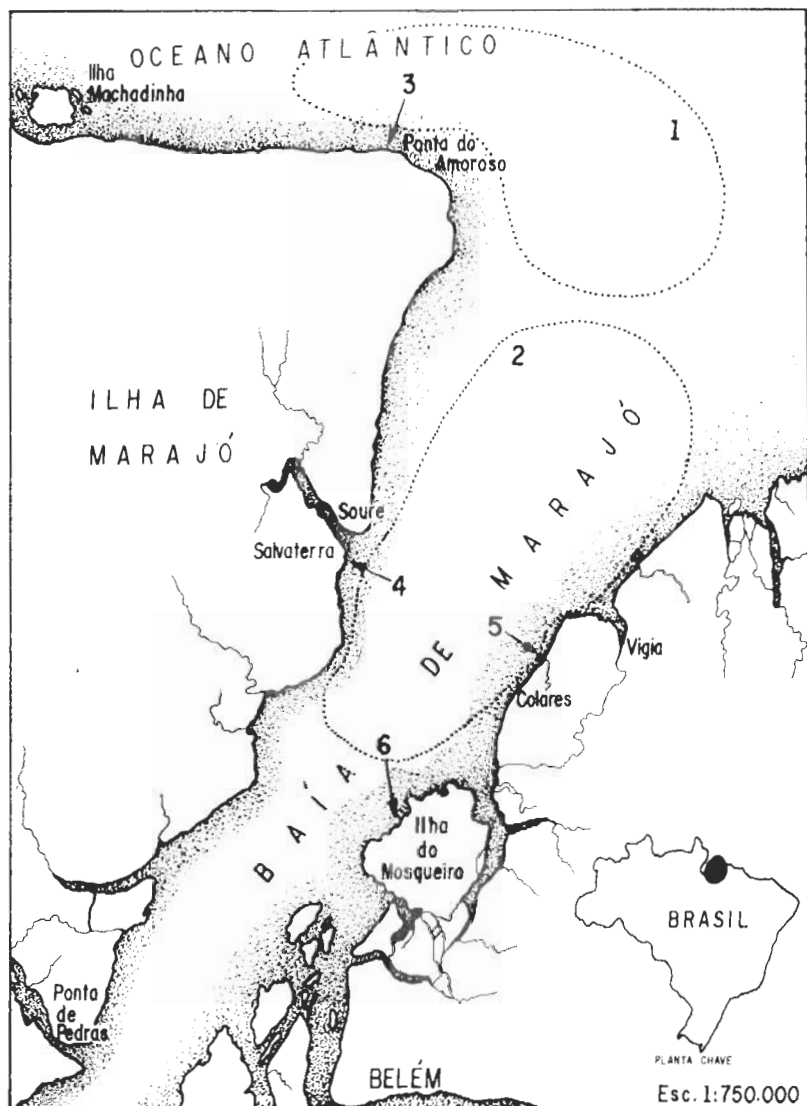 OCEANO ATLÂNTICO
Ilha
Machadinha
3
Ponta do
Amoroso
1
2
ILHA DE
MARAJÓ
Soure
Salvaterra
4
BAÍA DE MARAJÓ
5
Vigia
Colares
6
Ilha
do
Mosqueiro
BRASIL
Ponta
de
Pedras
PLANTA CHAVE
BELÉM
Esc. 1:750.000